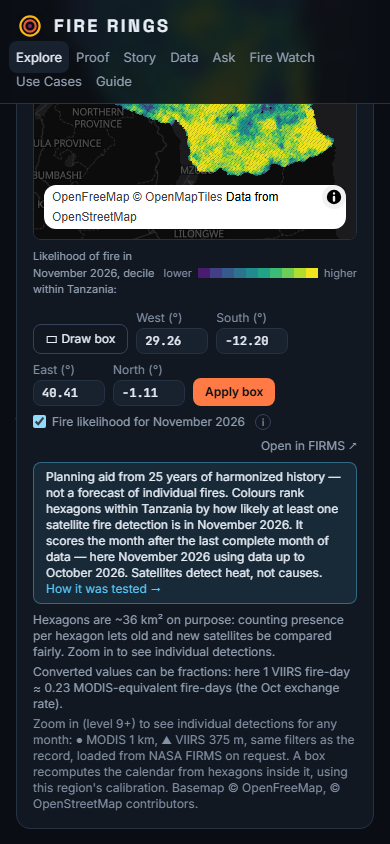 FIRE RINGS
Explore Proof Story Data Ask Fire Watch
Use Cases Guide
NORTHERN
PROVINCE
ULA PROVINCE
BUMBASHI
MZU
OpenFreeMap © OpenMapTiles Data from
OpenStreetMap
LILONGWE
Likelihood of fire in
November 2026, decile lower higher
within Tanzania:
West (°) South (°)
Draw box 29.26 -12.20
East (°) North (°)
40.41 -1.11 Apply box
Fire likelihood for November 2026 i
Open in FIRMS ↗
Planning aid from 25 years of harmonized history —
not a forecast of individual fires. Colours rank
hexagons within Tanzania by how likely at least one
satellite fire detection is in November 2026. It
scores the month after the last complete month of
data — here November 2026 using data up to
October 2026. Satellites detect heat, not causes.
How it was tested →
Hexagons are ~36 km² on purpose: counting presence
per hexagon lets old and new satellites be compared
fairly. Zoom in to see individual detections.
Converted values can be fractions: here 1 VIIRS fire-day
≈ 0.23 MODIS-equivalent fire-days (the Oct exchange
rate).
Zoom in (level 9+) to see individual detections for any
month: ● MODIS 1 km, ▲ VIIRS 375 m, same filters as the
record, loaded from NASA FIRMS on request. A box
recomputes the calendar from hexagons inside it, using
this region's calibration. Basemap © OpenFreeMap, ©
OpenStreetMap contributors.